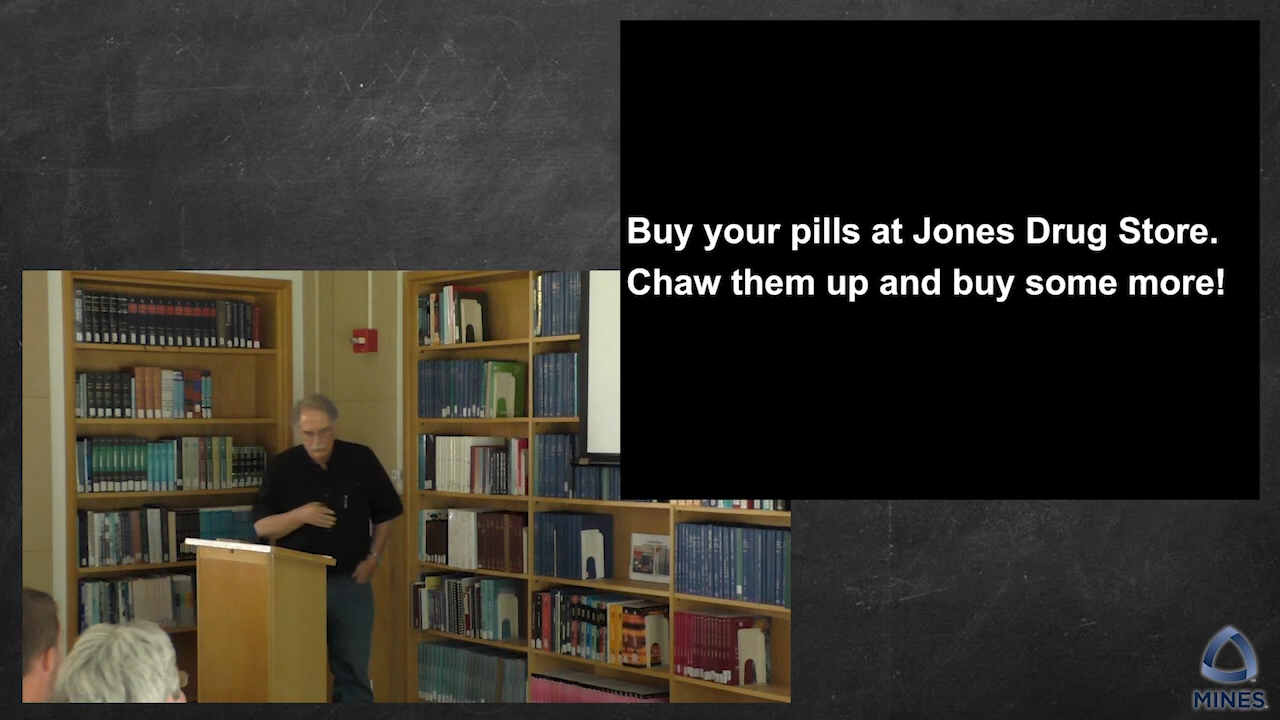 Buy your pills at Jones Drug Store.
Chaw them up and buy some more!
MINES